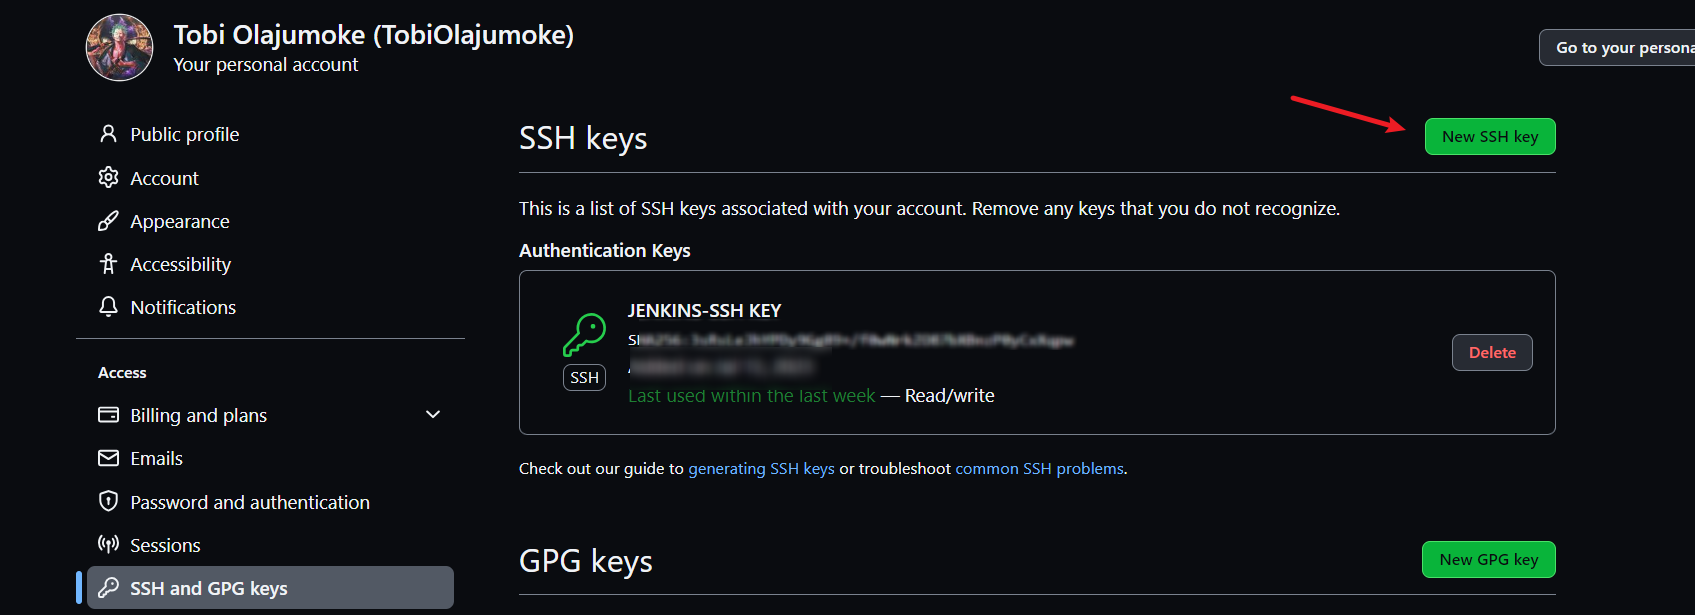 Tobi Olajumoke (TobiOlajumoke)
Your personal account
Go to your persona
Public profile
Account
Appearance
Accessibility
Notifications
Access
Billing and plans
Emails
Password and authentication
Sessions
SSH and GPG keys
SSH keys
New SSH key
This is a list of SSH keys associated with your account. Remove any keys that you do not recognize.
Authentication Keys
JENKINS-SSH KEY
SSH
Last used within the last week — Read/write
Delete
Check out our guide to generating SSH keys or troubleshoot common SSH problems.
GPG keys
New GPG key